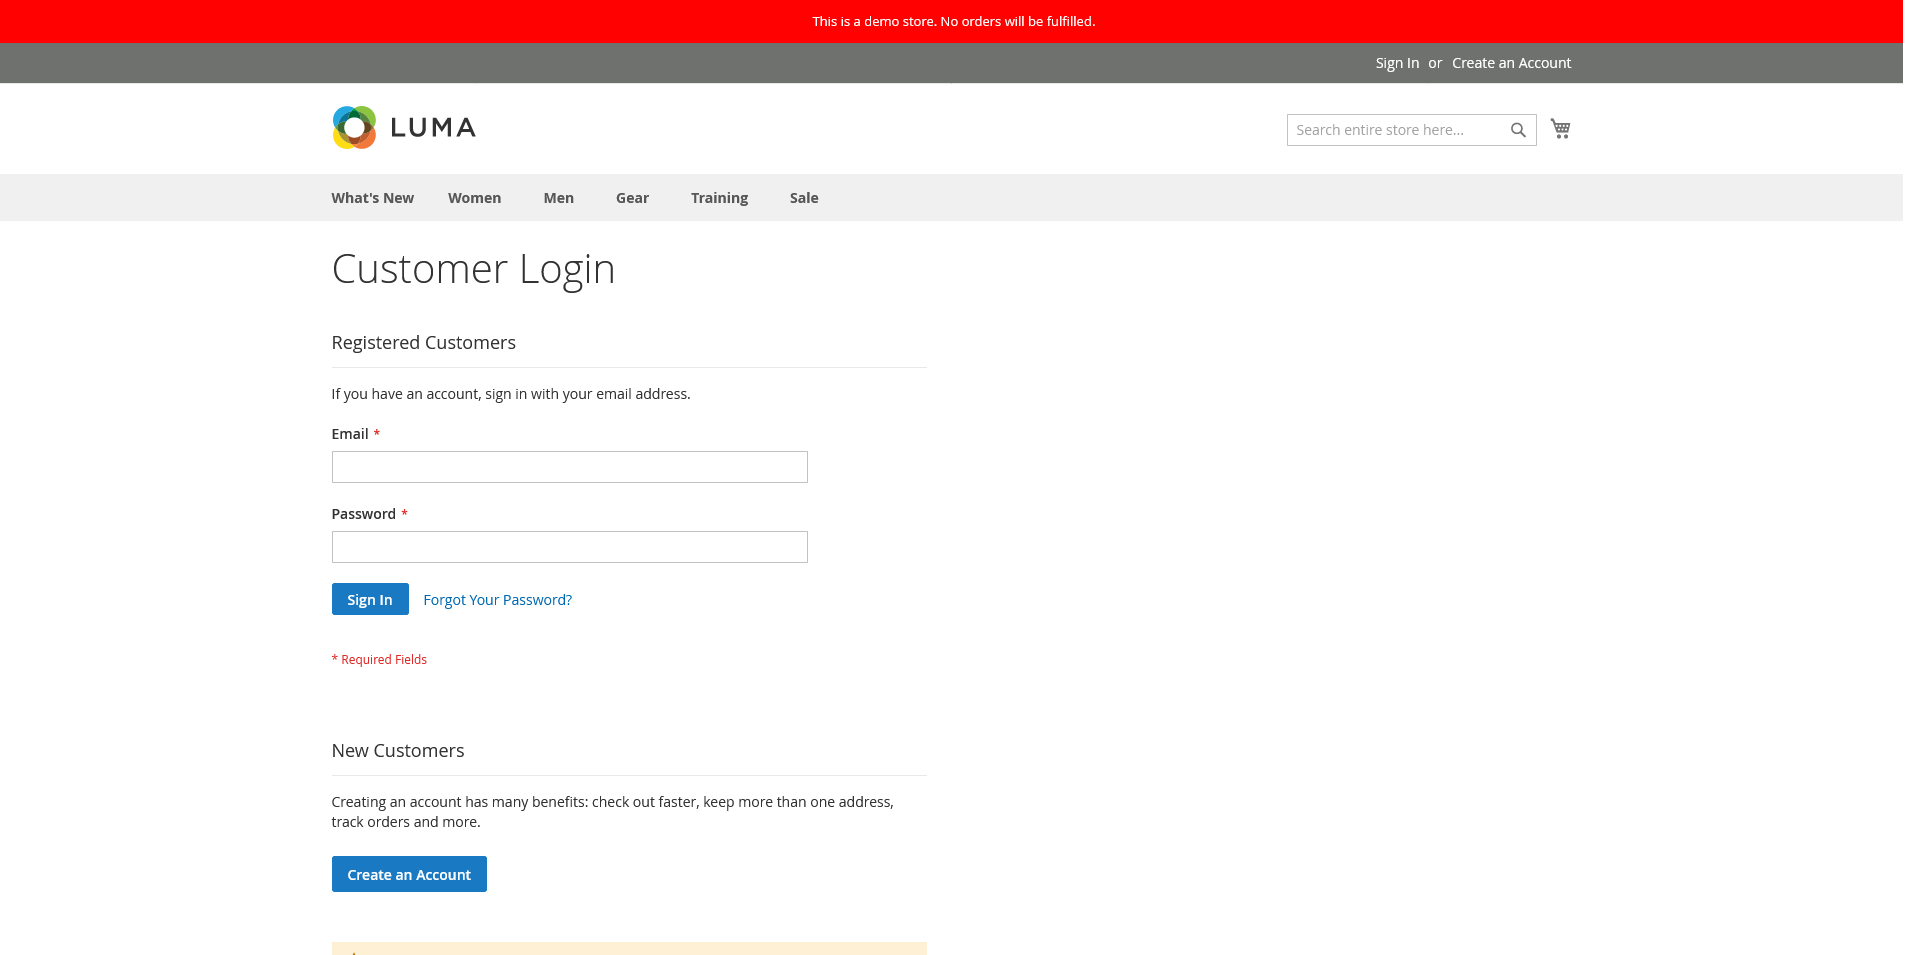 This is a demo store. No orders will be fulfilled.
Sign In or Create an Account
LUMA
Search entire store here...
What's New Women Men Gear Training Sale
Customer Login
Registered Customers
If you have an account, sign in with your email address.
Email *
Password *
Sign In Forgot Your Password?
* Required Fields
New Customers
Creating an account has many benefits: check out faster, keep more than one address,
track orders and more.
Create an Account